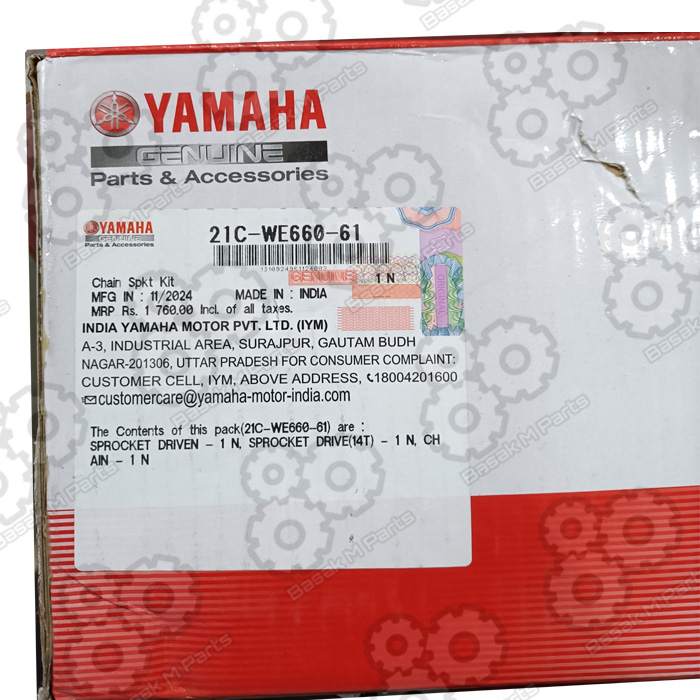 YAMAHA
GENUINE
Parts & Accessories
YAMAHA
GENUINE
Parts & Accessories
21C-WE660-61
GENUINE
1 N
Chain Spkt Kit
MFG IN : 11/2024 MADE IN : INDIA
MRP Rs. 1 760.00 Incl. of all taxes.
INDIA YAMAHA MOTOR PVT. LTD. (IYM)
A-3, INDUSTRIAL AREA, SURAJPUR, GAUTAM BUDH
NAGAR-201306, UTTAR PRADESH FOR CONSUMER COMPLAINT:
CUSTOMER CELL, IYM, ABOVE ADDRESS, 18004201600
customercare@yamaha-motor-india.com
The Contents of this pack(21C-WE660-61) are :
SPROCKET DRIVEN - 1 N, SPROCKET DRIVE(14T) - 1 N, CH
AIN - 1 N
Basak M Parts